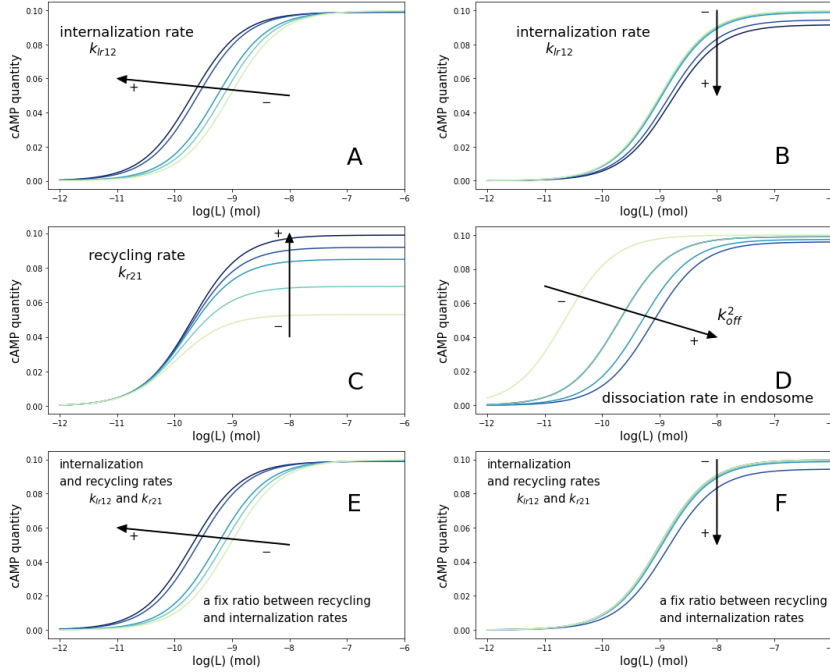 0.10
0.08
0.06
0.04
0.02
0.00
cAMP quantity
internalization rate
k_lr12
+
−
A
-12 -11 -10 -9 -8 -7 -6
log(L) (mol)
0.10
0.08
0.06
0.04
0.02
0.00
cAMP quantity
internalization rate
k_lr12
−
+
B
-12 -11 -10 -9 -8 -7 -6
log(L) (mol)
0.10
0.08
0.06
0.04
0.02
0.00
cAMP quantity
recycling rate
k_r21
+
−
C
-12 -11 -10 -9 -8 -7 -6
log(L) (mol)
0.10
0.08
0.06
0.04
0.02
0.00
cAMP quantity
−
k²_off
+
D
dissociation rate in endosome
-12 -11 -10 -9 -8 -7 -6
log(L) (mol)
0.10
0.08
0.06
0.04
0.02
0.00
cAMP quantity
internalization
and recycling rates
k_lr12 and k_r21
+
−
E
a fix ratio between recycling
and internalization rates
-12 -11 -10 -9 -8 -7 -6
log(L) (mol)
0.10
0.08
0.06
0.04
0.02
0.00
cAMP quantity
internalization
and recycling rates
k_lr12 and k_r21
−
+
F
a fix ratio between recycling
and internalization rates
-12 -11 -10 -9 -8 -7 -6
log(L) (mol)